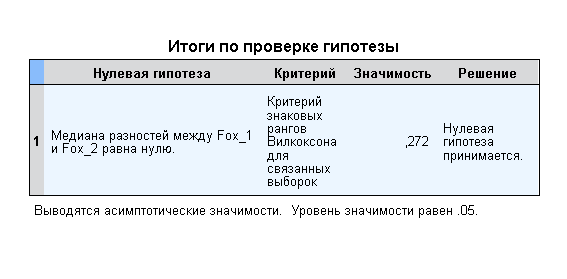 Итоги по проверке гипотезы
Нулевая гипотеза Критерий Значимость Решение
1
Медиана разностей между Fox_1
и Fox_2 равна нулю.
Критерий
знаковых
рангов
Вилкоксона
для
связанных
выборок
,272
Нулевая
гипотеза
принимается.
Выводятся асимптотические значимости. Уровень значимости равен .05.